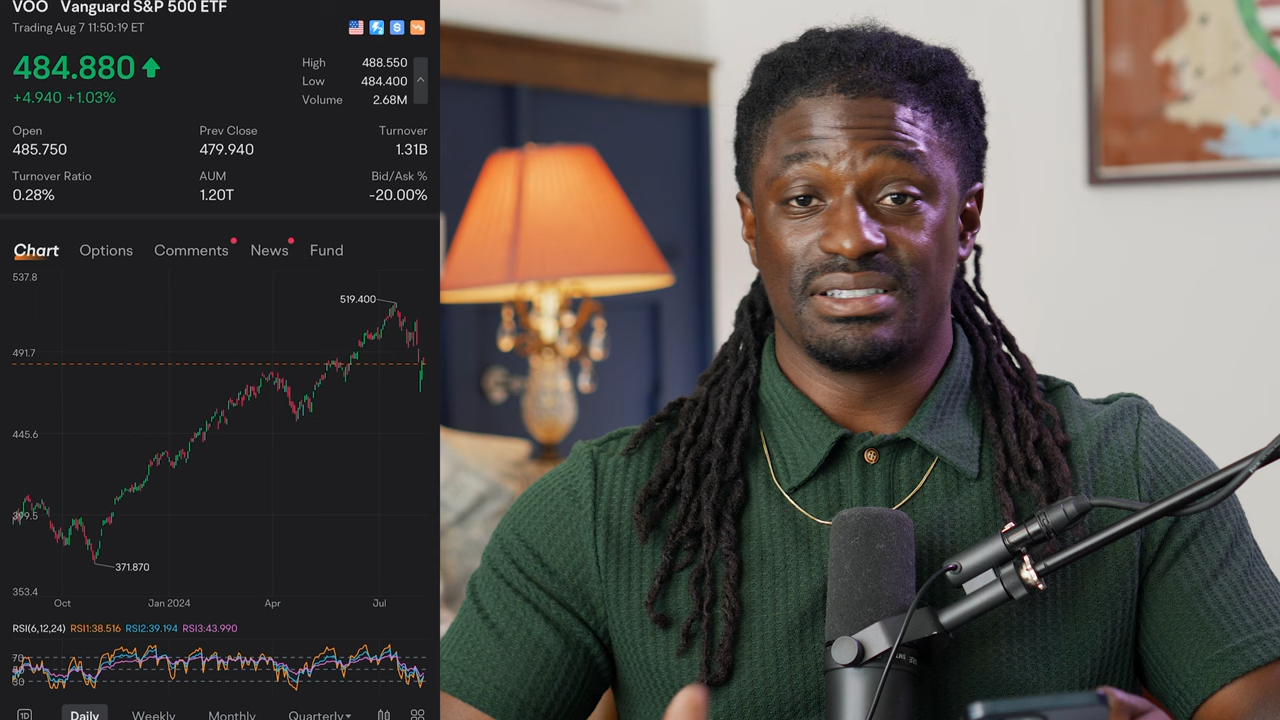 VOO Vanguard S&P 500 ETF
Trading Aug 7 11:50:19 ET
484.880
+4.940 +1.03%
High 488.550
Low 484.400
Volume 2.68M
Open Prev Close Turnover
485.750 479.940 1.31B
Turnover Ratio AUM Bid/Ask %
0.28% 1.20T -20.00%
Chart Options Comments News Fund
537.8
519.400
491.7
445.6
399.5
371.870
353.4
Oct Jan 2024 Apr Jul
RSI(6,12,24) RSI1:38.516 RSI2:39.194 RSI3:43.990
70
30
1D Daily Weekly Monthly Quarterly